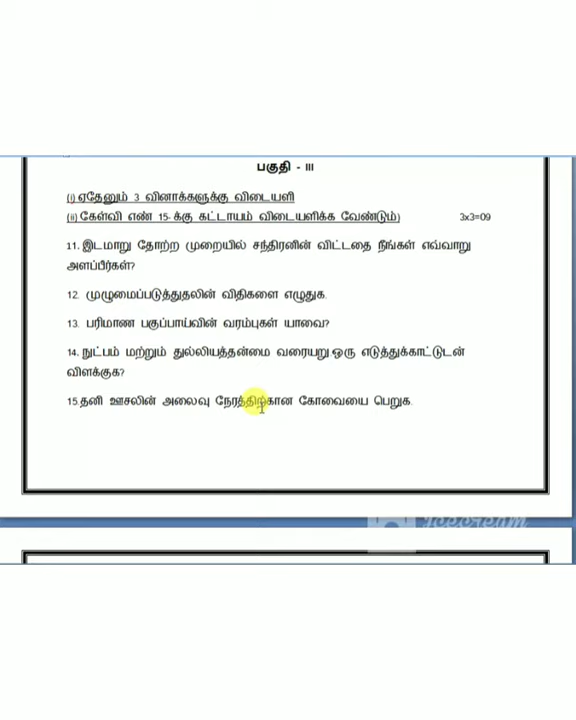 பகுதி - III
(i) ஏதேனும் 3 வினாக்களுக்கு விடையளி
(ii) கேள்வி எண் 15- க்கு கட்டாயம் விடையளிக்க வேண்டும்) 3x3=09
11. இடமாறு தோற்ற முறையில் சந்திரனின் விட்டதை நீங்கள் எவ்வாறு
அளப்பீர்கள்?
12. முழுமைப்படுத்துதலின் விதிகளை எழுதுக.
13. பரிமாண பகுப்பாய்வின் வரம்புகள் யாவை?
14. நுட்பம் மற்றும் துல்லியத்தன்மை வரையறு ஒரு எடுத்துக்காட்டுடன்
விளக்குக?
15.தனி ஊசலின் அலைவு நேரத்திற்கான கோவையை பெறுக.
Icecream